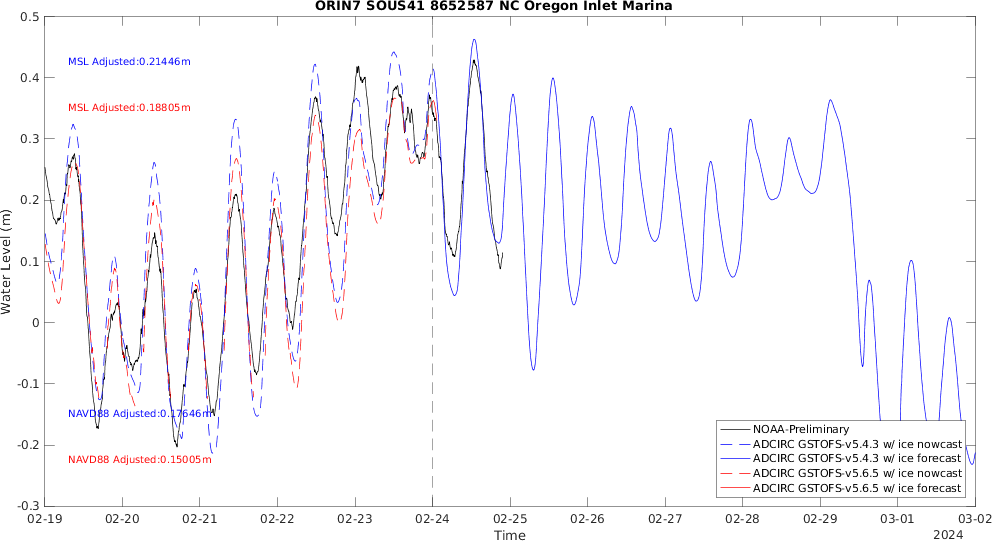 ORIN7 SOUS41 8652587 NC Oregon Inlet Marina
0.5
0.4
0.3
0.2
0.1
0
-0.1
-0.2
-0.3
Water Level (m)
MSL Adjusted:0.21446m
MSL Adjusted:0.18805m
NAVD88 Adjusted:0.17646m
NAVD88 Adjusted:0.15005m
NOAA-Preliminary
ADCIRC GSTOFS-v5.4.3 w/ ice nowcast
ADCIRC GSTOFS-v5.4.3 w/ ice forecast
ADCIRC GSTOFS-v5.6.5 w/ ice nowcast
ADCIRC GSTOFS-v5.6.5 w/ ice forecast
02-19 02-20 02-21 02-22 02-23 02-24 02-25 02-26 02-27 02-28 02-29 03-01 03-02
Time
2024